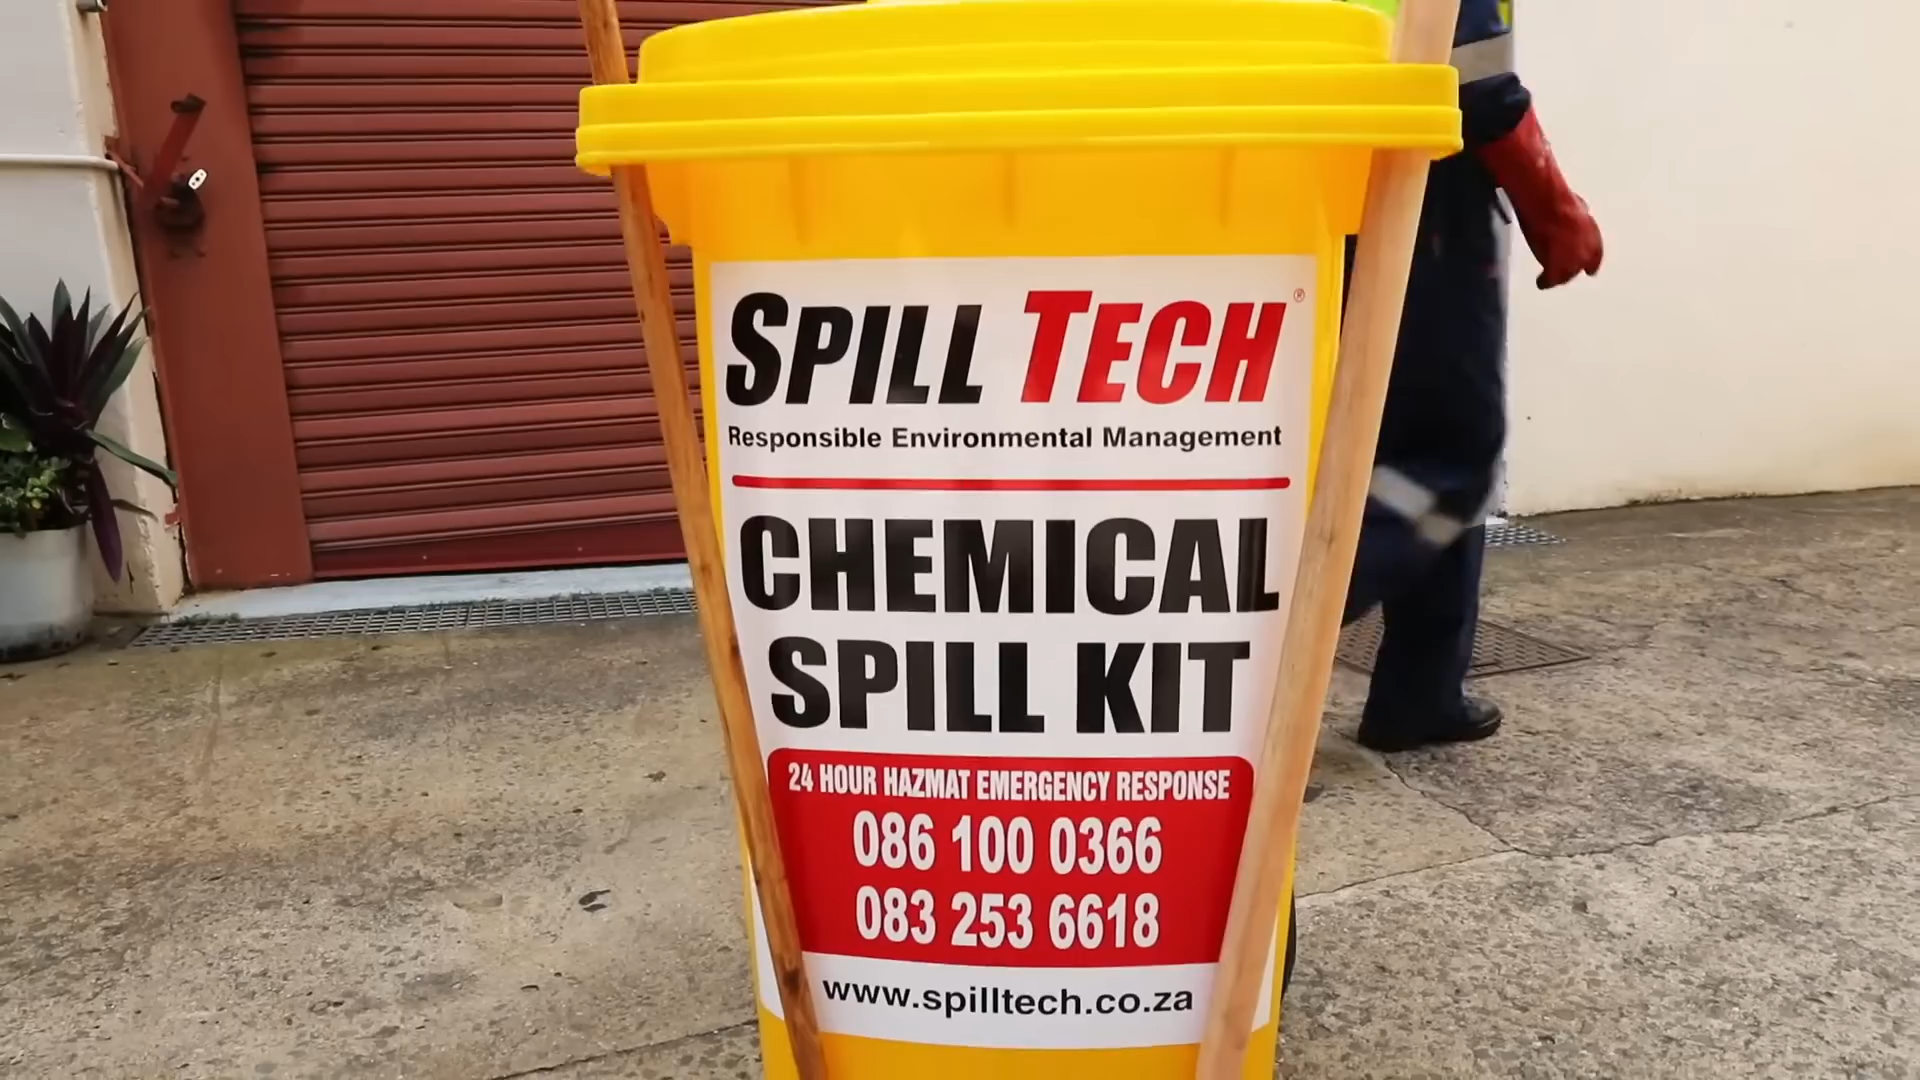 SPILL TECH®
Responsible Environmental Management
CHEMICAL
SPILL KIT
24 HOUR HAZMAT EMERGENCY RESPONSE
086 100 0366
083 253 6618
www.spilltech.co.za